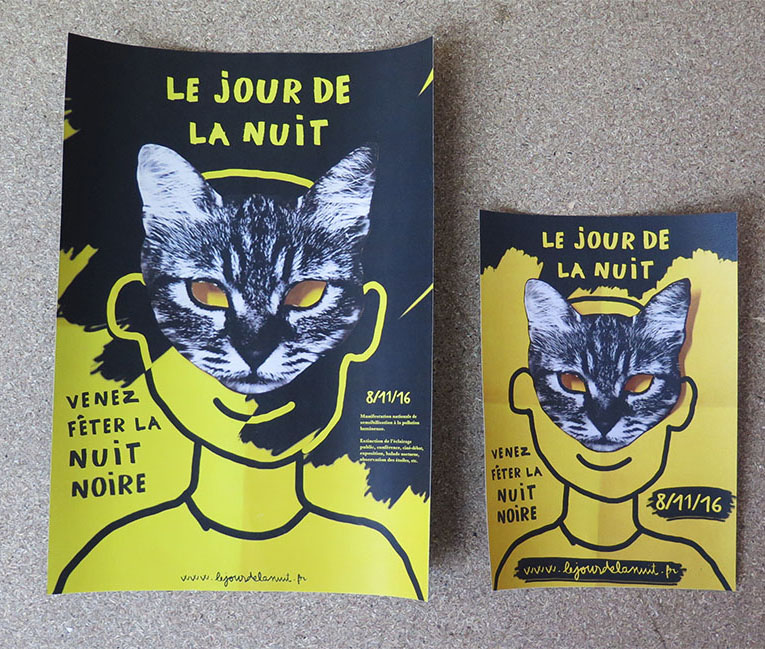 LE JOUR DE
LA NUIT
VENEZ
FÊTER LA
NUIT
NOIRE
8/11/16
Manifestation nationale de
sensibilisation à la pollution
lumineuse.
Extinction de l'éclairage
public, conférence, ciné-débat,
exposition, balade nocturne,
observation des étoiles, etc.
www.lejourdelanuit.fr
LE JOUR DE
LA NUIT
VENEZ
FÊTER LA
NUIT
NOIRE
8/11/16
www.lejourdelanuit.fr